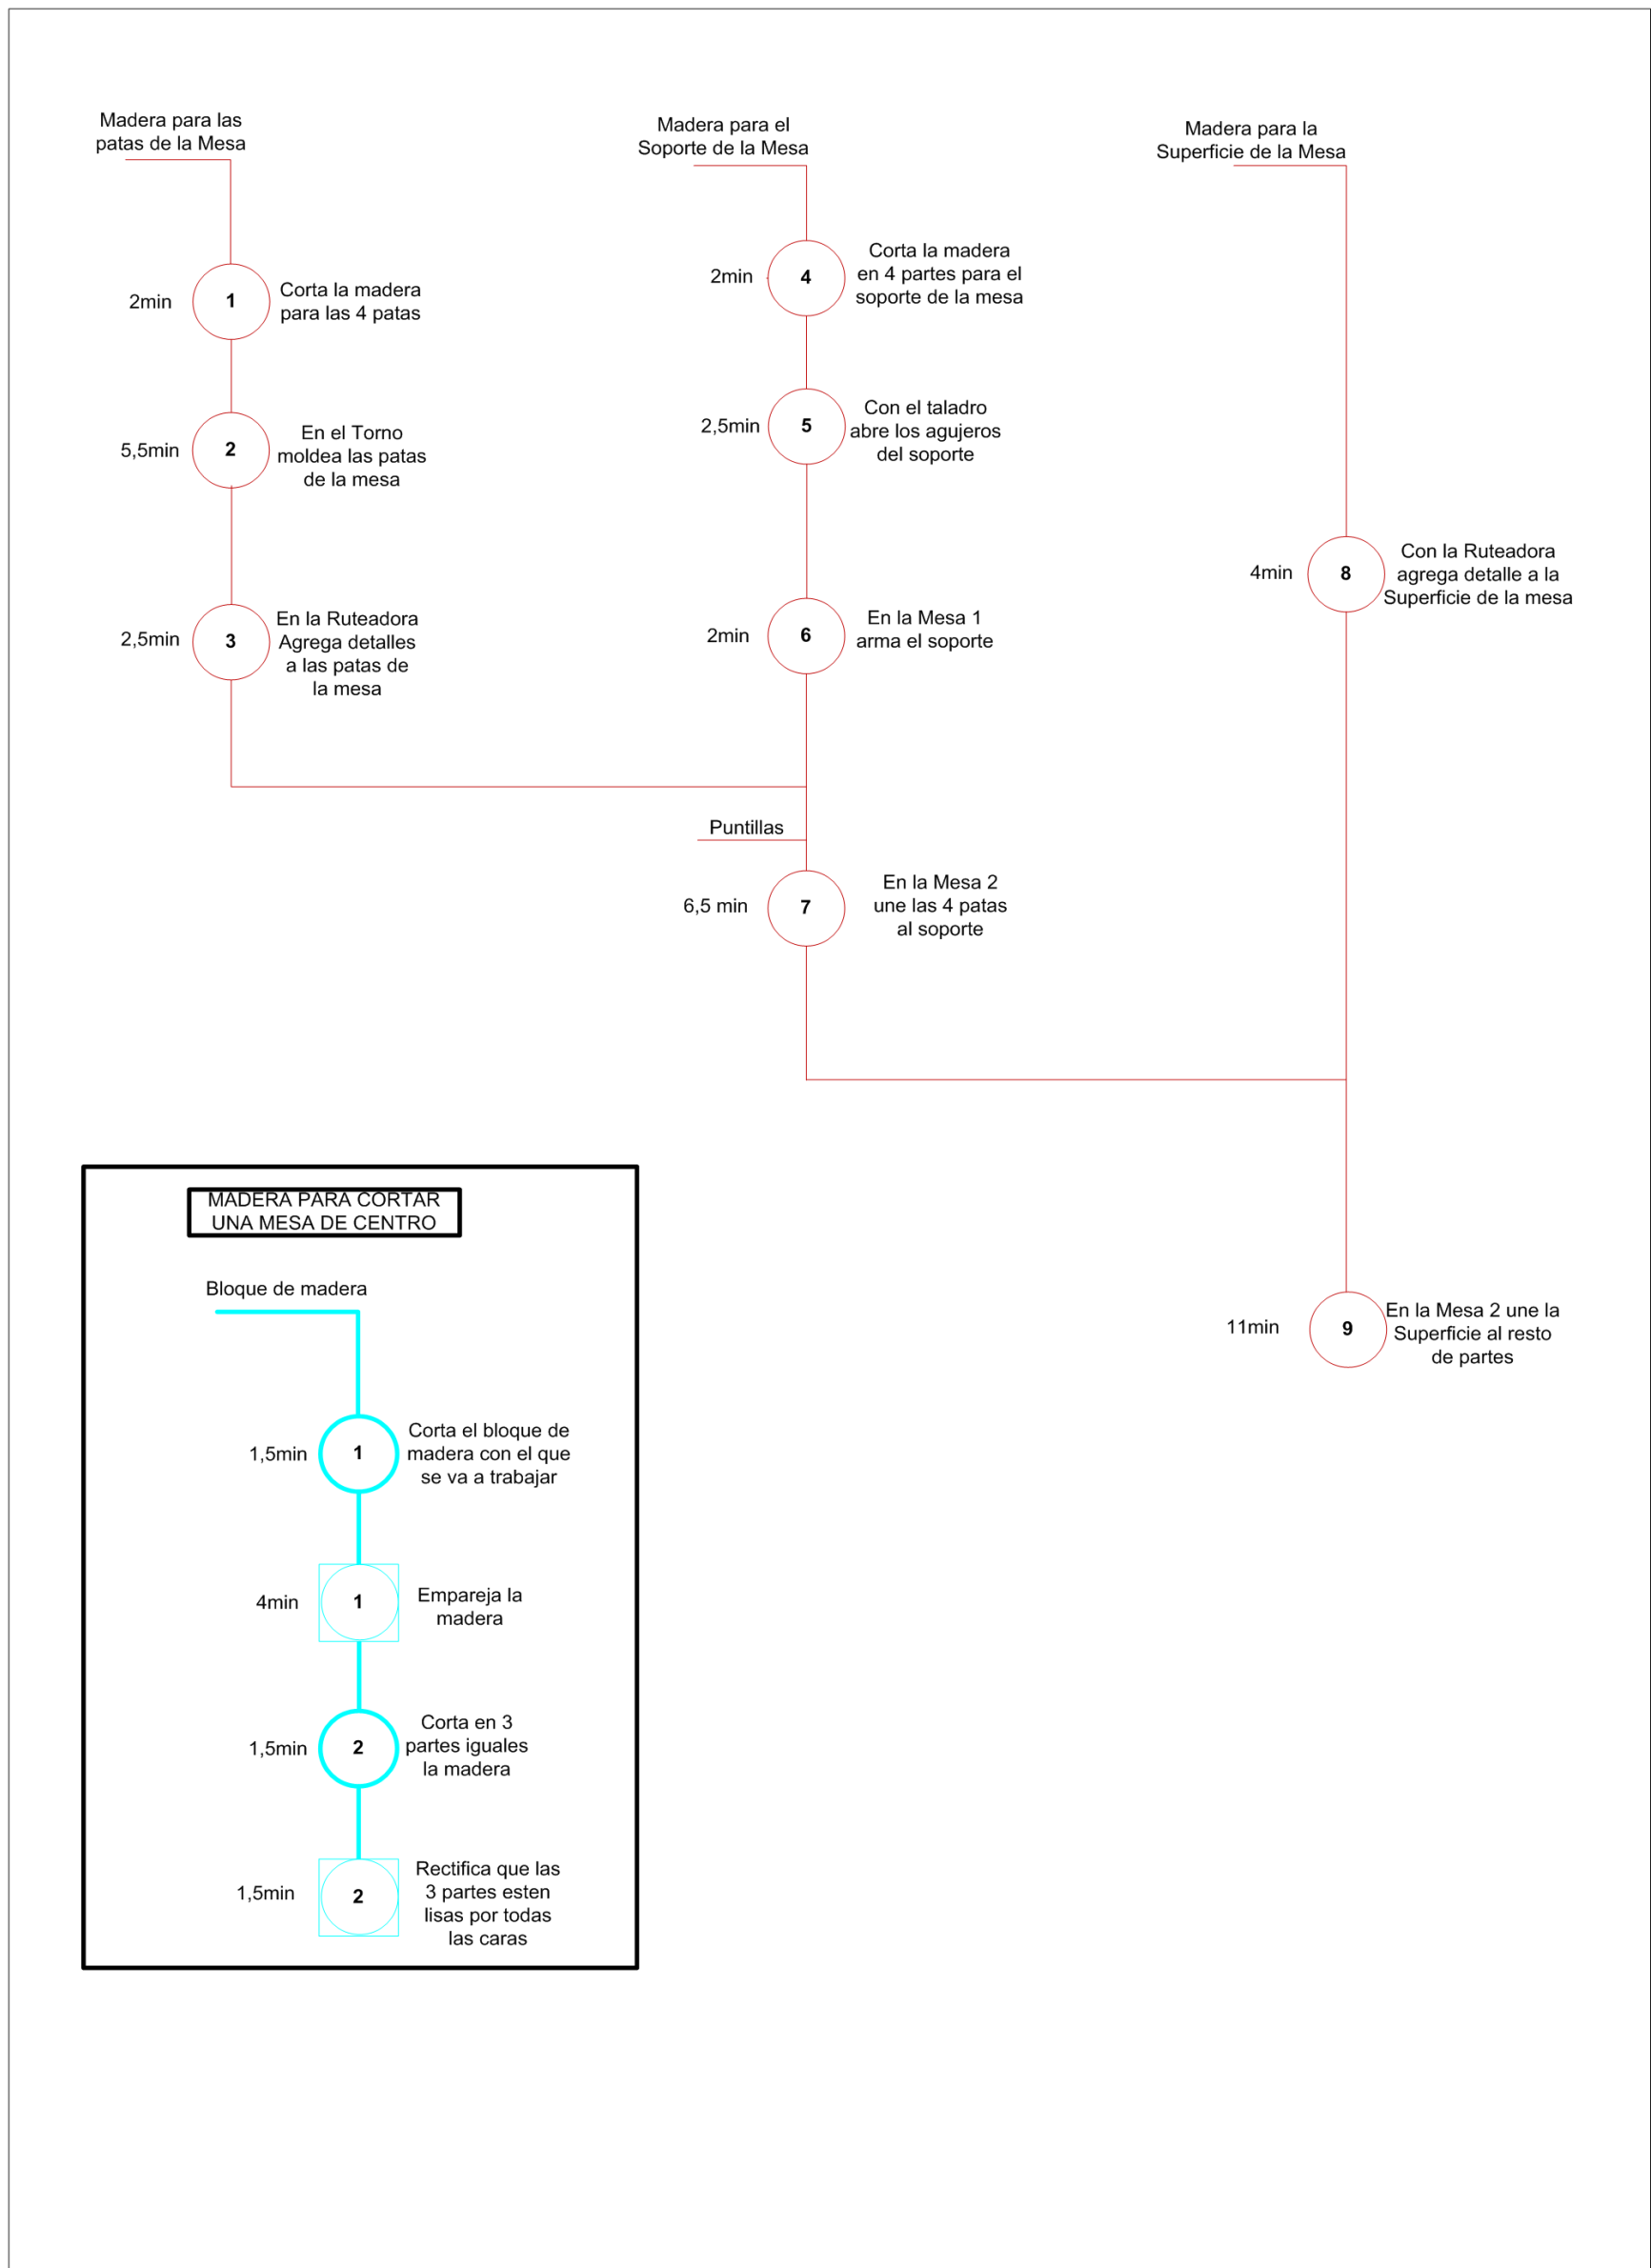 Madera para las
patas de la Mesa
2min
1
Corta la madera
para las 4 patas
5,5min
2
En el Torno
moldea las patas
de la mesa
2,5min
3
En la Ruteadora
Agrega detalles
a las patas de
la mesa
Madera para el
Soporte de la Mesa
2min
4
Corta la madera
en 4 partes para el
soporte de la mesa
2,5min
5
Con el taladro
abre los agujeros
del soporte
2min
6
En la Mesa 1
arma el soporte
Puntillas
6,5 min
7
En la Mesa 2
une las 4 patas
al soporte
Madera para la
Superficie de la Mesa
4min
8
Con la Ruteadora
agrega detalle a la
Superficie de la mesa
11min
9
En la Mesa 2 une la
Superficie al resto
de partes
MADERA PARA CORTAR
UNA MESA DE CENTRO
Bloque de madera
1,5min
1
Corta el bloque de
madera con el que
se va a trabajar
4min
1
Empareja la
madera
1,5min
2
Corta en 3
partes iguales
la madera
1,5min
2
Rectifica que las
3 partes esten
lisas por todas
las caras